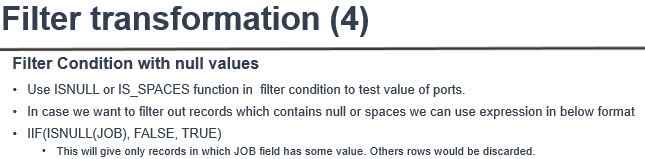 Filter transformation (4)
Filter Condition with null values
• Use ISNULL or IS_SPACES function in filter condition to test value of ports.
• In case we want to filter out records which contains null or spaces we can use expression in below format
• IIF(ISNULL(JOB), FALSE, TRUE)
• This will give only records in which JOB field has some value. Others rows would be discarded.